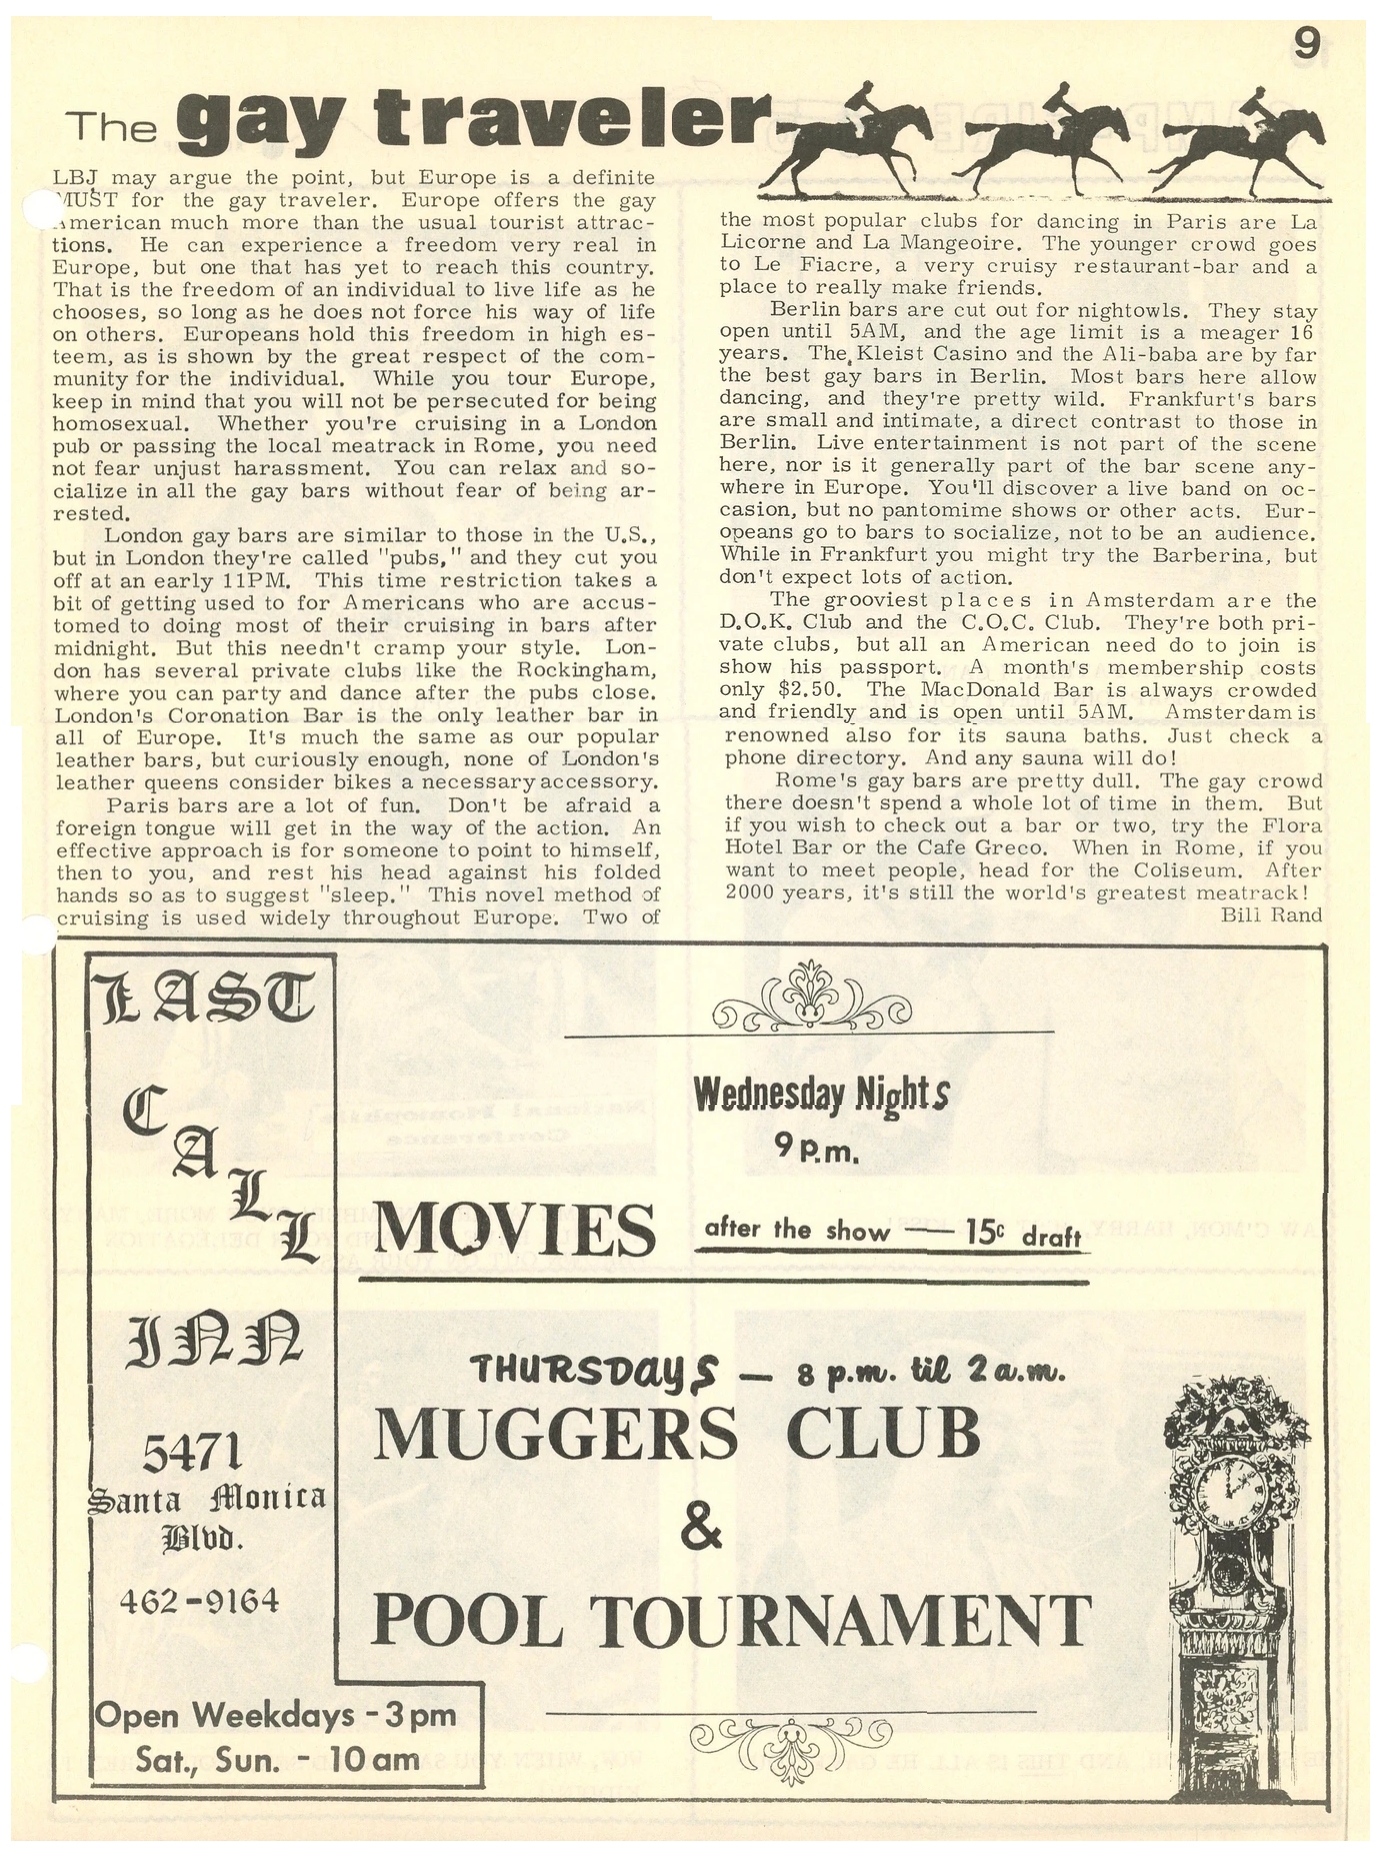 9
The gay traveler
LBJ may argue the point, but Europe is a definite
MUST for the gay traveler. Europe offers the gay
American much more than the usual tourist attrac-
tions. He can experience a freedom very real in
Europe, but one that has yet to reach this country.
That is the freedom of an individual to live life as he
chooses, so long as he does not force his way of life
on others. Europeans hold this freedom in high es-
teem, as is shown by the great respect of the com-
munity for the individual. While you tour Europe,
keep in mind that you will not be persecuted for being
homosexual. Whether you're cruising in a London
pub or passing the local meatrack in Rome, you need
not fear unjust harassment. You can relax and so-
cialize in all the gay bars without fear of being ar-
rested.
London gay bars are similar to those in the U.S.,
but in London they're called "pubs," and they cut you
off at an early 11PM. This time restriction takes a
bit of getting used to for Americans who are accus-
tomed to doing most of their cruising in bars after
midnight. But this needn't cramp your style. Lon-
don has several private clubs like the Rockingham,
where you can party and dance after the pubs close.
London's Coronation Bar is the only leather bar in
all of Europe. It's much the same as our popular
leather bars, but curiously enough, none of London's
leather queens consider bikes a necessary accessory.
Paris bars are a lot of fun. Don't be afraid a
foreign tongue will get in the way of the action. An
effective approach is for someone to point to himself,
then to you, and rest his head against his folded
hands so as to suggest "sleep." This novel method of
cruising is used widely throughout Europe. Two of
the most popular clubs for dancing in Paris are La
Licorne and La Mangeoire. The younger crowd goes
to Le Fiacre, a very cruisy restaurant-bar and a
place to really make friends.
Berlin bars are cut out for nightowls. They stay
open until 5AM, and the age limit is a meager 16
years. The Kleist Casino and the Ali-baba are by far
the best gay bars in Berlin. Most bars here allow
dancing, and they're pretty wild. Frankfurt's bars
are small and intimate, a direct contrast to those in
Berlin. Live entertainment is not part of the scene
here, nor is it generally part of the bar scene any-
where in Europe. You'll discover a live band on oc-
casion, but no pantomime shows or other acts. Eur-
opeans go to bars to socialize, not to be an audience.
While in Frankfurt you might try the Barberina, but
don't expect lots of action.
The grooviest places in Amsterdam are the
D.O.K. Club and the C.O.C. Club. They're both pri-
vate clubs, but all an American need do to join is
show his passport. A month's membership costs
only $2.50. The MacDonald Bar is always crowded
and friendly and is open until 5AM. Amsterdam is
renowned also for its sauna baths. Just check a
phone directory. And any sauna will do!
Rome's gay bars are pretty dull. The gay crowd
there doesn't spend a whole lot of time in them. But
if you wish to check out a bar or two, try the Flora
Hotel Bar or the Cafe Greco. When in Rome, if you
want to meet people, head for the Coliseum. After
2000 years, it's still the world's greatest meatrack!
Bill Rand
LAST
CALL
INN
5471
Santa Monica
Blvd.
462-9164
Open Weekdays - 3 pm
Sat., Sun. - 10 am
Wednesday Nights
9 p.m.
MOVIES after the show — 15¢ draft
THURSDAYS — 8 p.m. til 2 a.m.
MUGGERS CLUB
&
POOL TOURNAMENT